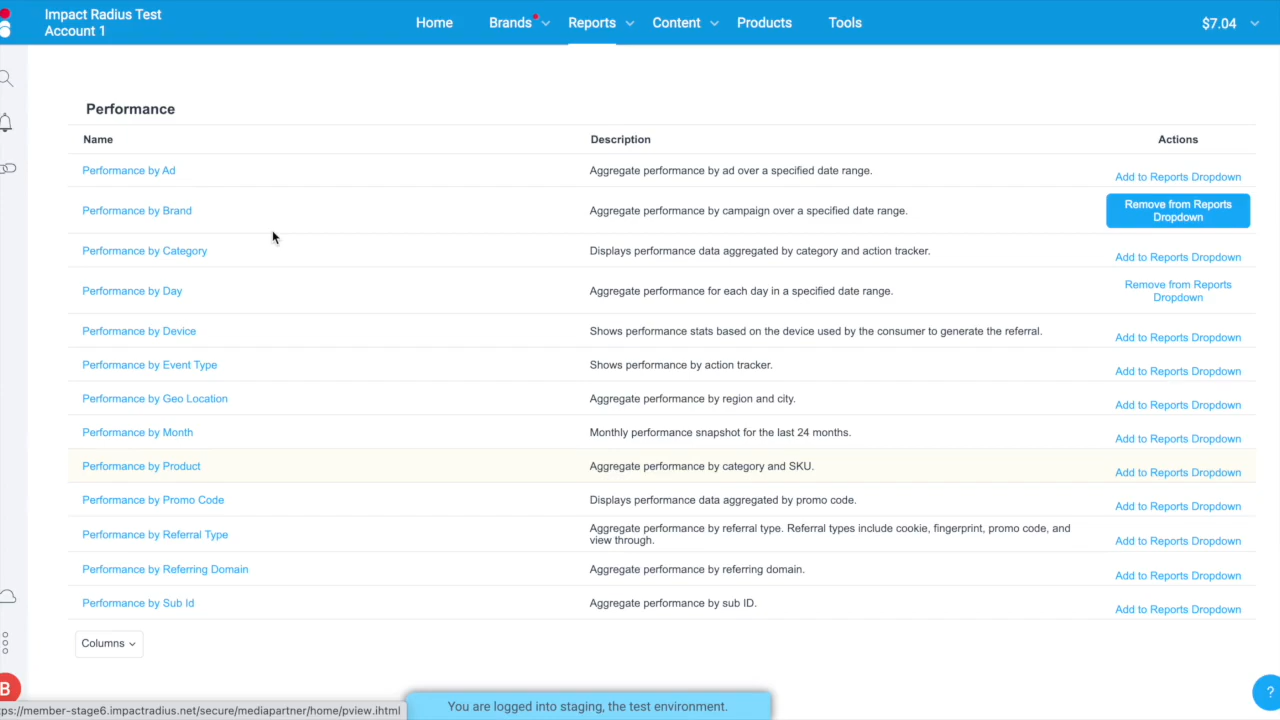 Impact Radius Test
Account 1
Home
Brands
Reports
Content
Products
Tools
$7.04
Performance
Name
Description
Actions
Performance by Ad
Aggregate performance by ad over a specified date range.
Add to Reports Dropdown
Performance by Brand
Aggregate performance by campaign over a specified date range.
Remove from Reports
Dropdown
Performance by Category
Displays performance data aggregated by category and action tracker.
Add to Reports Dropdown
Performance by Day
Aggregate performance for each day in a specified date range.
Remove from Reports
Dropdown
Performance by Device
Shows performance stats based on the device used by the consumer to generate the referral.
Add to Reports Dropdown
Performance by Event Type
Shows performance by action tracker.
Add to Reports Dropdown
Performance by Geo Location
Aggregate performance by region and city.
Add to Reports Dropdown
Performance by Month
Monthly performance snapshot for the last 24 months.
Add to Reports Dropdown
Performance by Product
Aggregate performance by category and SKU.
Add to Reports Dropdown
Performance by Promo Code
Displays performance data aggregated by promo code.
Add to Reports Dropdown
Performance by Referral Type
Aggregate performance by referral type. Referral types include cookie, fingerprint, promo code, and
view through.
Add to Reports Dropdown
Performance by Referring Domain
Aggregate performance by referring domain.
Add to Reports Dropdown
Performance by Sub Id
Aggregate performance by sub ID.
Add to Reports Dropdown
Columns
B
?
tps://member-stage6.impactradius.net/secure/mediapartner/home/pview.ihtml
You are logged into staging, the test environment.